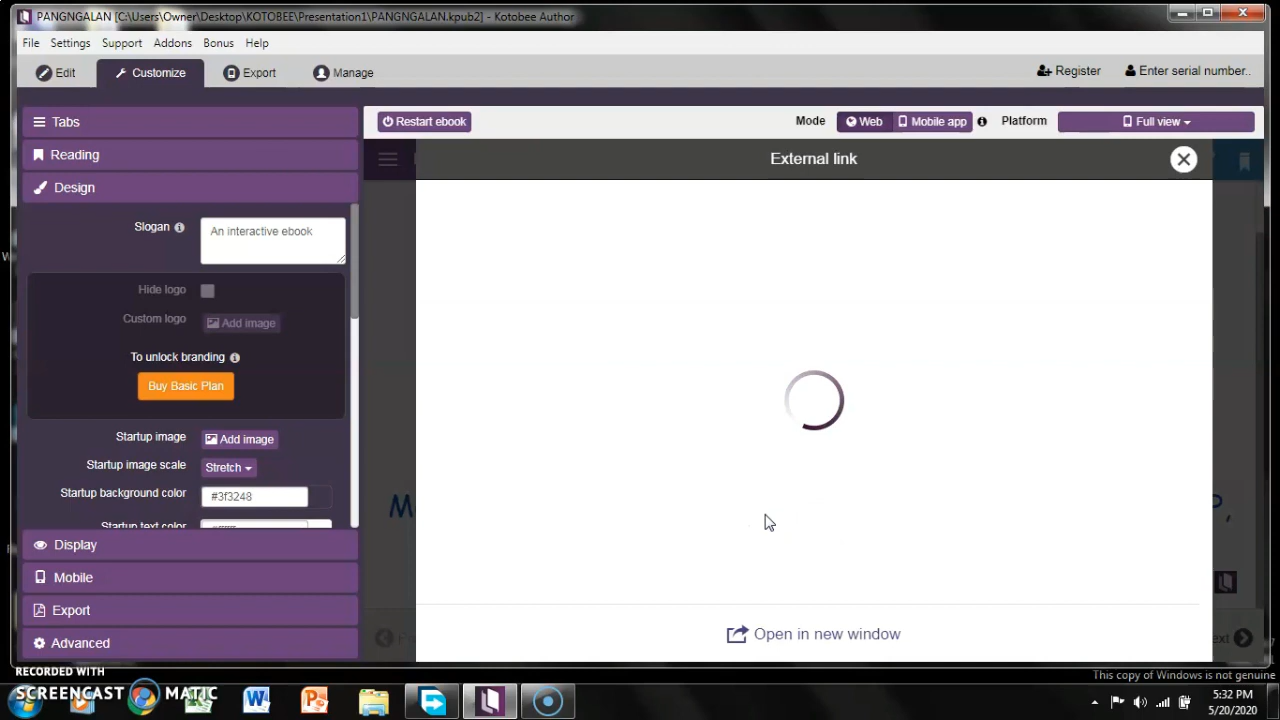 PANGNGALAN [C:\Users\Owner\Desktop\KOTOBEE\Presentation1\PANGNGALAN.kpub2] - Kotobee Author
File Settings Support Addons Bonus Help
Edit Customize Export Manage Register Enter serial number..
Tabs
Restart ebook Mode Web Mobile app Platform Full view
Reading
External link
Design
Slogan An interactive ebook
Hide logo
Custom logo Add image
To unlock branding
Buy Basic Plan
Startup image Add image
Startup image scale Stretch
Startup background color #3f3248
Startup text color
Display
Mobile
Export
Open in new window
Advanced
RECORDED WITH
SCREENCAST MATIC
This copy of Windows is not genuine
5:32 PM
5/20/2020